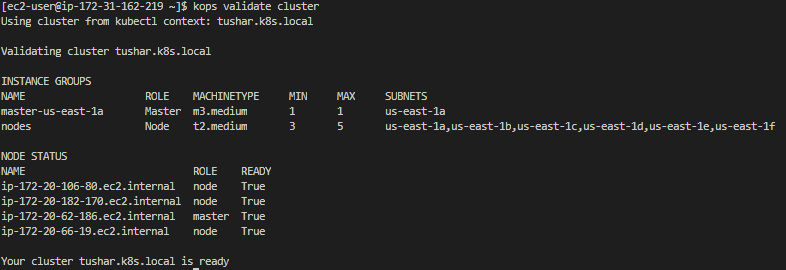 [ec2-user@ip-172-31-162-219 ~]$ kops validate cluster
Using cluster from kubectl context: tushar.k8s.local
Validating cluster tushar.k8s.local
INSTANCE GROUPS
NAME ROLE MACHINETYPE MIN MAX SUBNETS
master-us-east-1a Master m3.medium 1 1 us-east-1a
nodes Node t2.medium 3 5 us-east-1a,us-east-1b,us-east-1c,us-east-1d,us-east-1e,us-east-1f
NODE STATUS
NAME ROLE READY
ip-172-20-106-80.ec2.internal node True
ip-172-20-182-170.ec2.internal node True
ip-172-20-62-186.ec2.internal master True
ip-172-20-66-19.ec2.internal node True
Your cluster tushar.k8s.local is ready